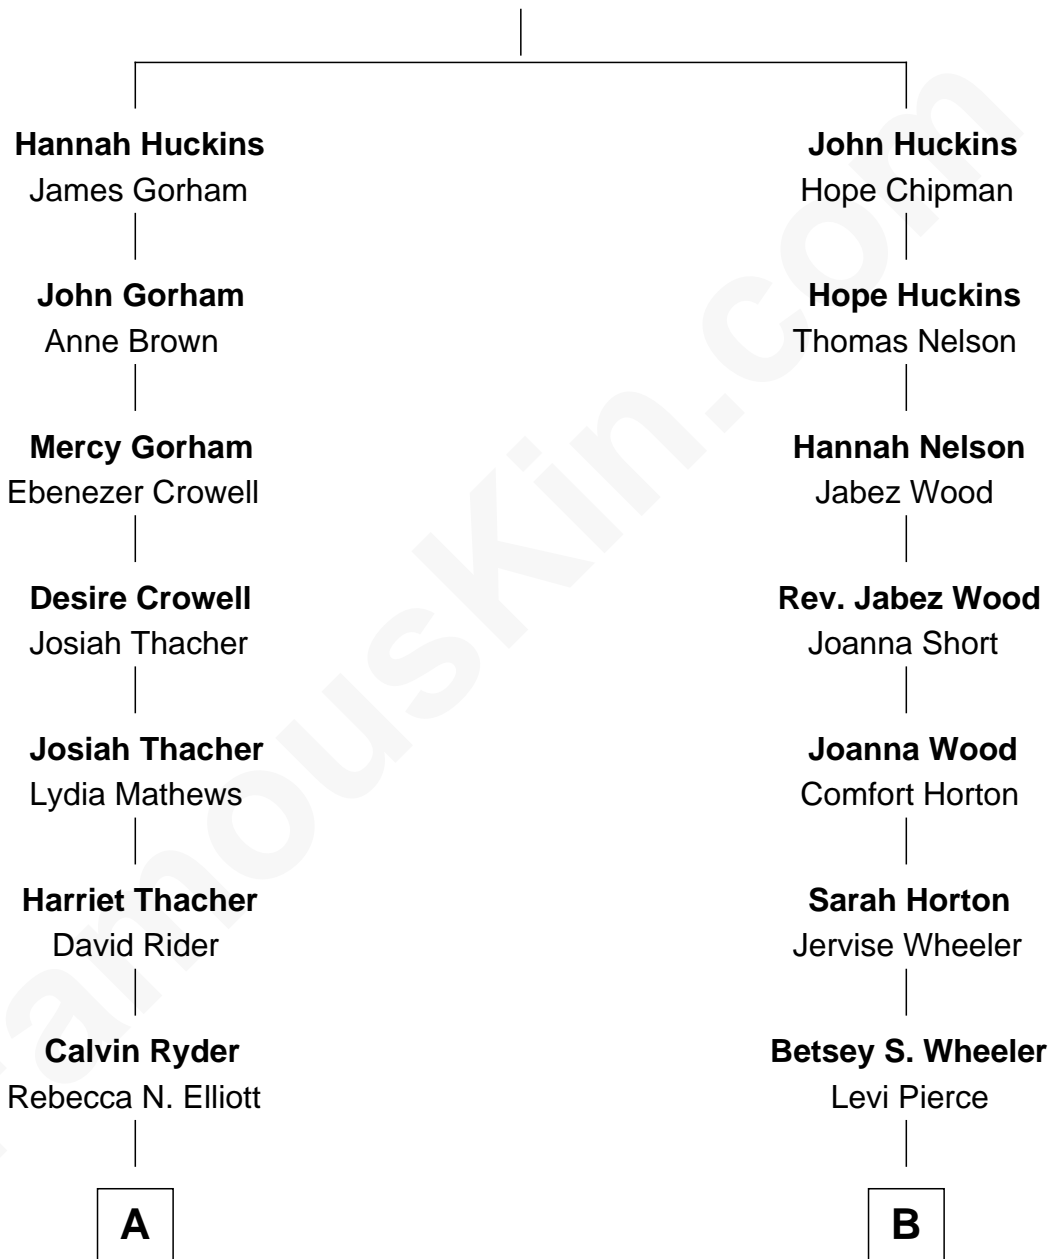 Hannah Huckins
James Gorham
John Gorham
Anne Brown
Mercy Gorham
Ebenezer Crowell
Desire Crowell
Josiah Thacher
Josiah Thacher
Lydia Mathews
Harriet Thacher
David Rider
Calvin Ryder
Rebecca N. Elliott
A
John Huckins
Hope Chipman
Hope Huckins
Thomas Nelson
Hannah Nelson
Jabez Wood
Rev. Jabez Wood
Joanna Short
Joanna Wood
Comfort Horton
Sarah Horton
Jervise Wheeler
Betsey S. Wheeler
Levi Pierce
B
FamousKin.com